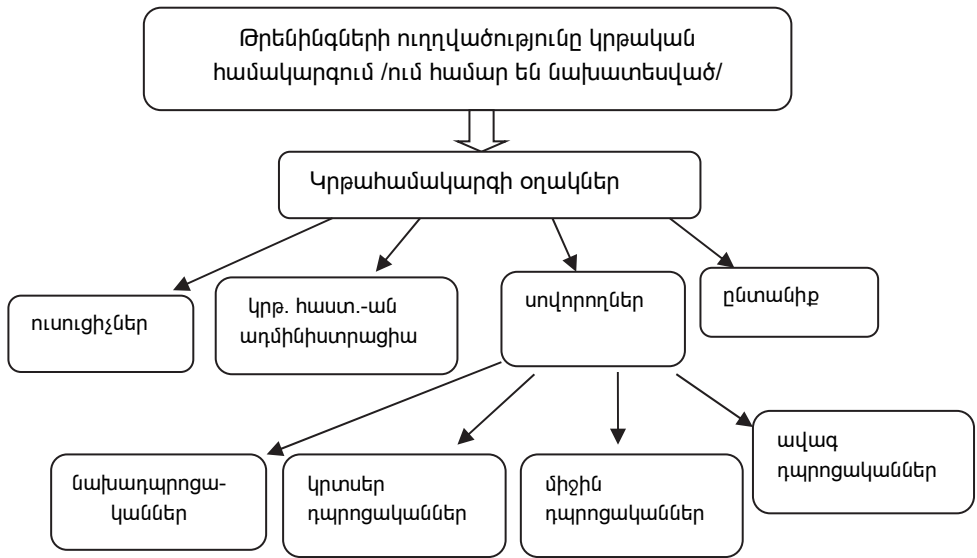 Թրենինգների ուղղվածությունը կրթական
համակարգում /ում համար են նախատեսված/
Կրթահամակարգի օղակներ
ուսուցիչներ
կրթ. հաստ.-ան
ադմինիստրացիա
սովորողներ
ընտանիք
նախադպրոցա-
կաններ
կրտսեր
դպրոցականներ
միջին
դպրոցականներ
ավագ
դպրոցականներ